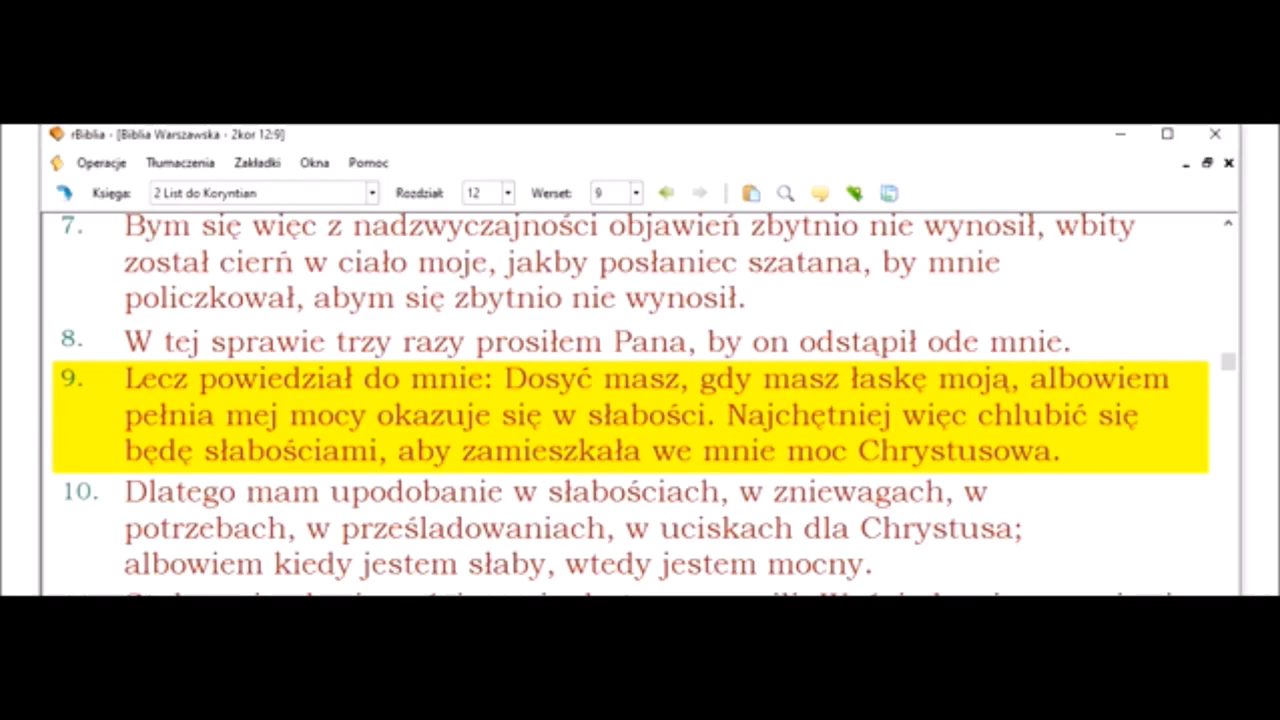 rBiblia - [Biblia Warszawska - 2kor 12:9]
Operacje Tłumaczenia Zakładki Okna Pomoc
Księga: 2 List do Koryntian Rozdział: 12 Werset: 9
7. Bym się więc z nadzwyczajności objawień zbytnio nie wynosił, wbity
został cierń w ciało moje, jakby posłaniec szatana, by mnie
policzkował, abym się zbytnio nie wynosił.
8. W tej sprawie trzy razy prosiłem Pana, by on odstąpił ode mnie.
9. Lecz powiedział do mnie: Dosyć masz, gdy masz łaskę moją, albowiem
pełnia mej mocy okazuje się w słabości. Najchętniej więc chlubić się
będę słabościami, aby zamieszkała we mnie moc Chrystusowa.
10. Dlatego mam upodobanie w słabościach, w zniewagach, w
potrzebach, w prześladowaniach, w uciskach dla Chrystusa;
albowiem kiedy jestem słaby, wtedy jestem mocny.